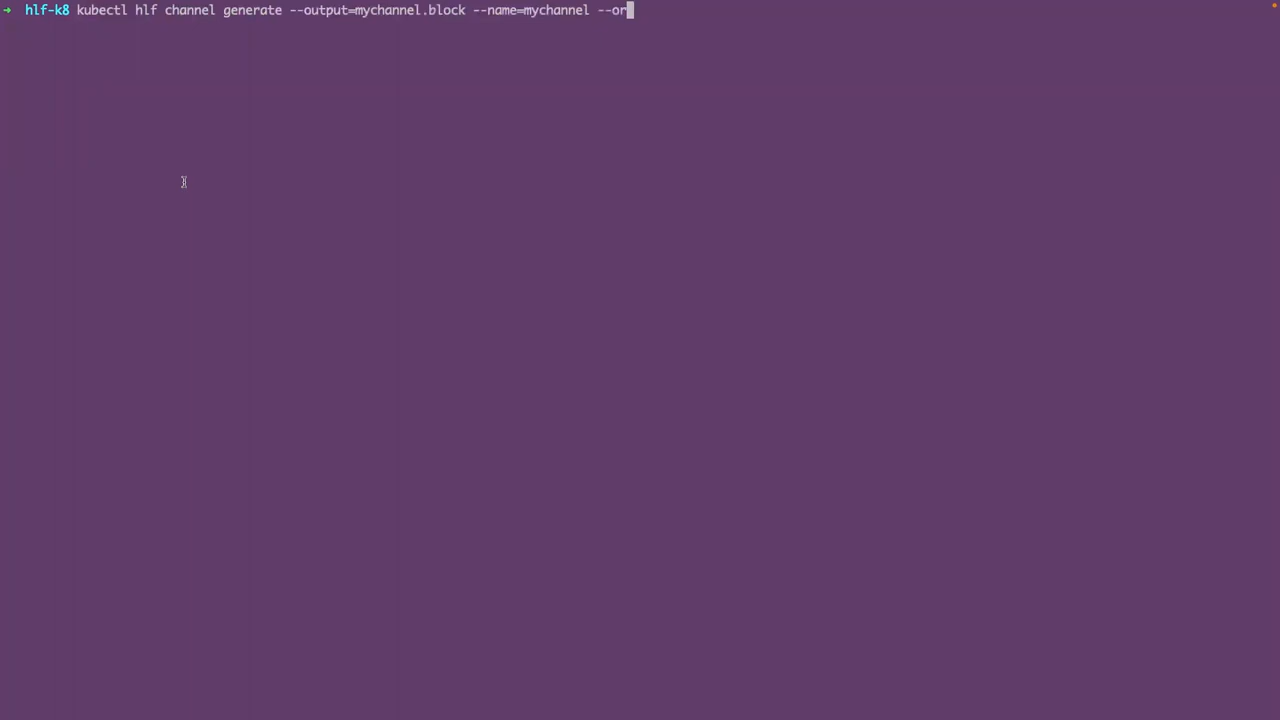 ➜ hlf-k8 kubectl hlf channel generate --output=mychannel.block --name=mychannel --or